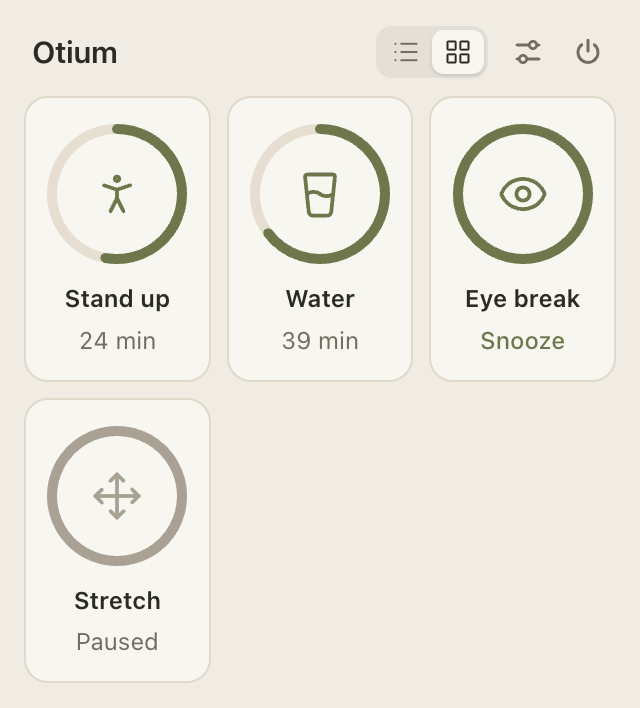 Otium
Stand up
24 min
Water
39 min
Eye break
Snooze
Stretch
Paused